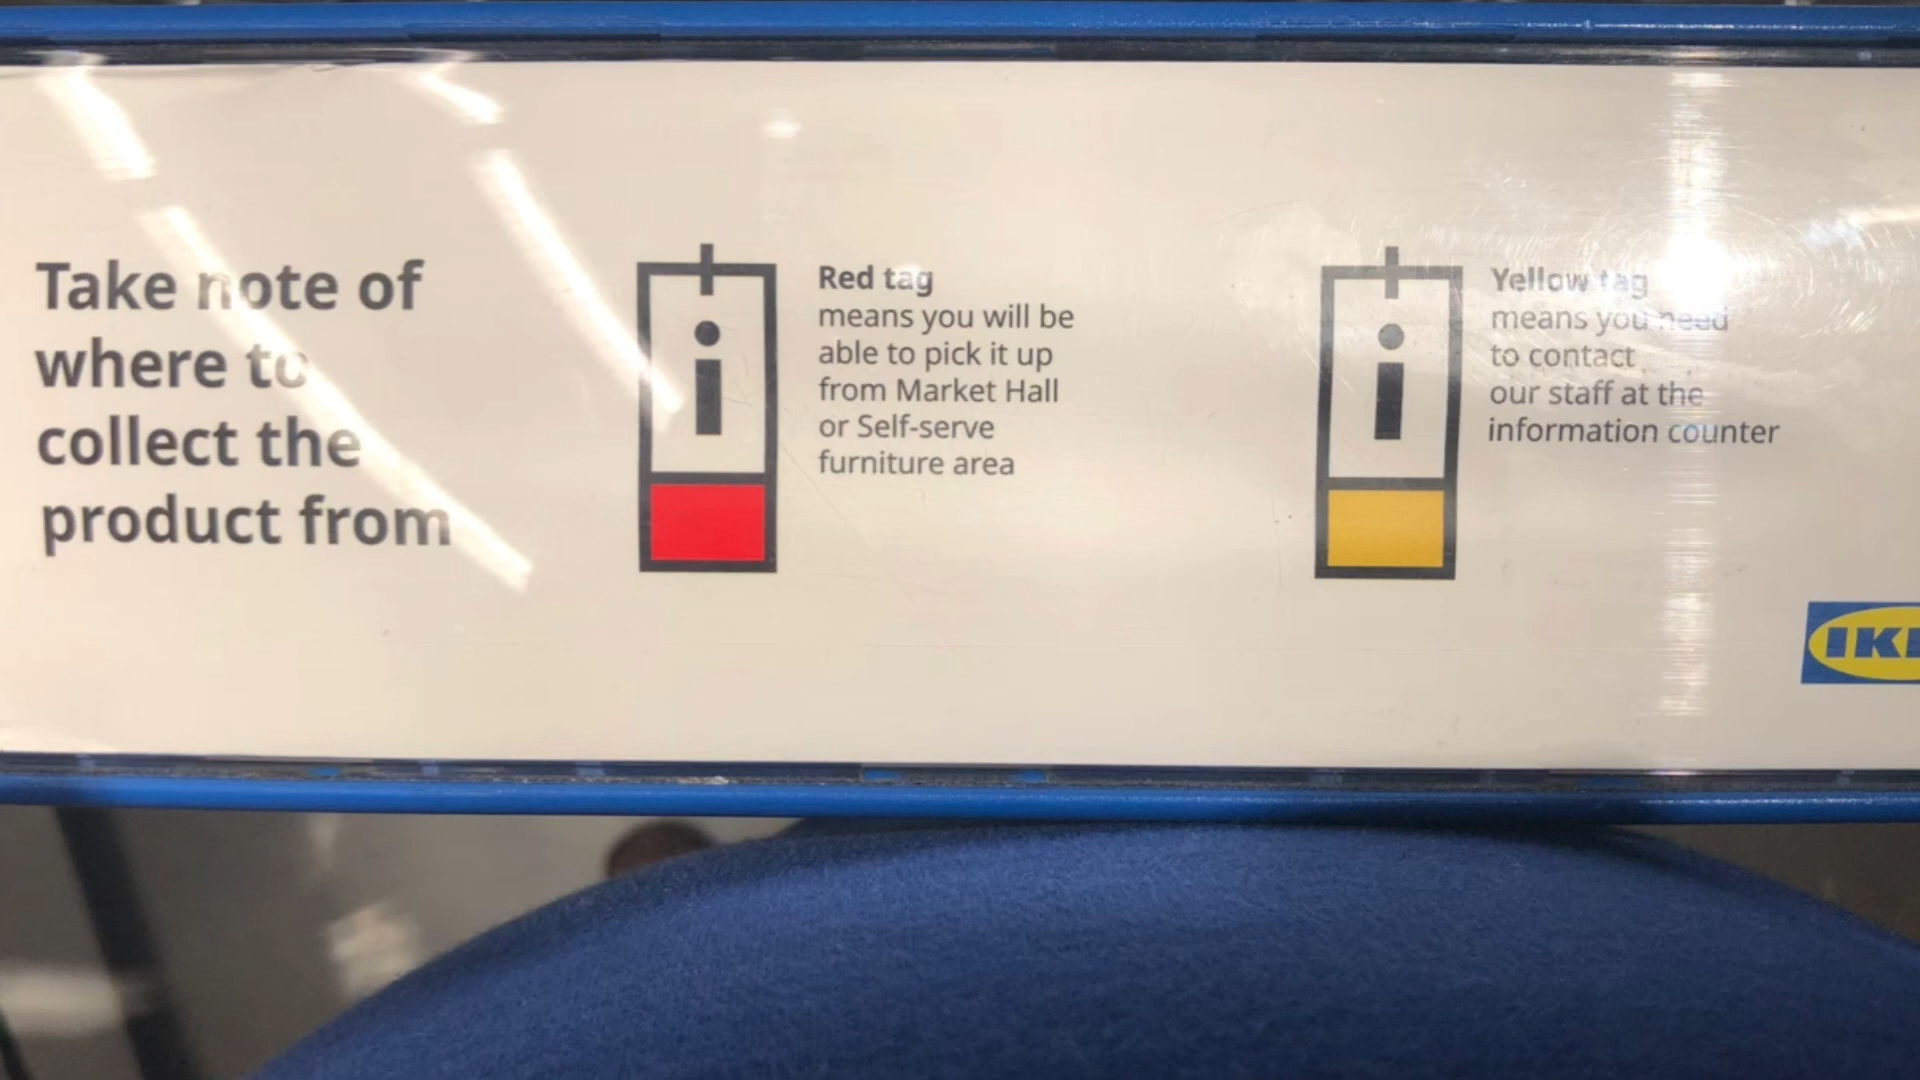 Take note of
where to
collect the
product from
i
Red tag
means you will be
able to pick it up
from Market Hall
or Self-serve
furniture area
i
Yellow tag
means you need
to contact
our staff at the
information counter